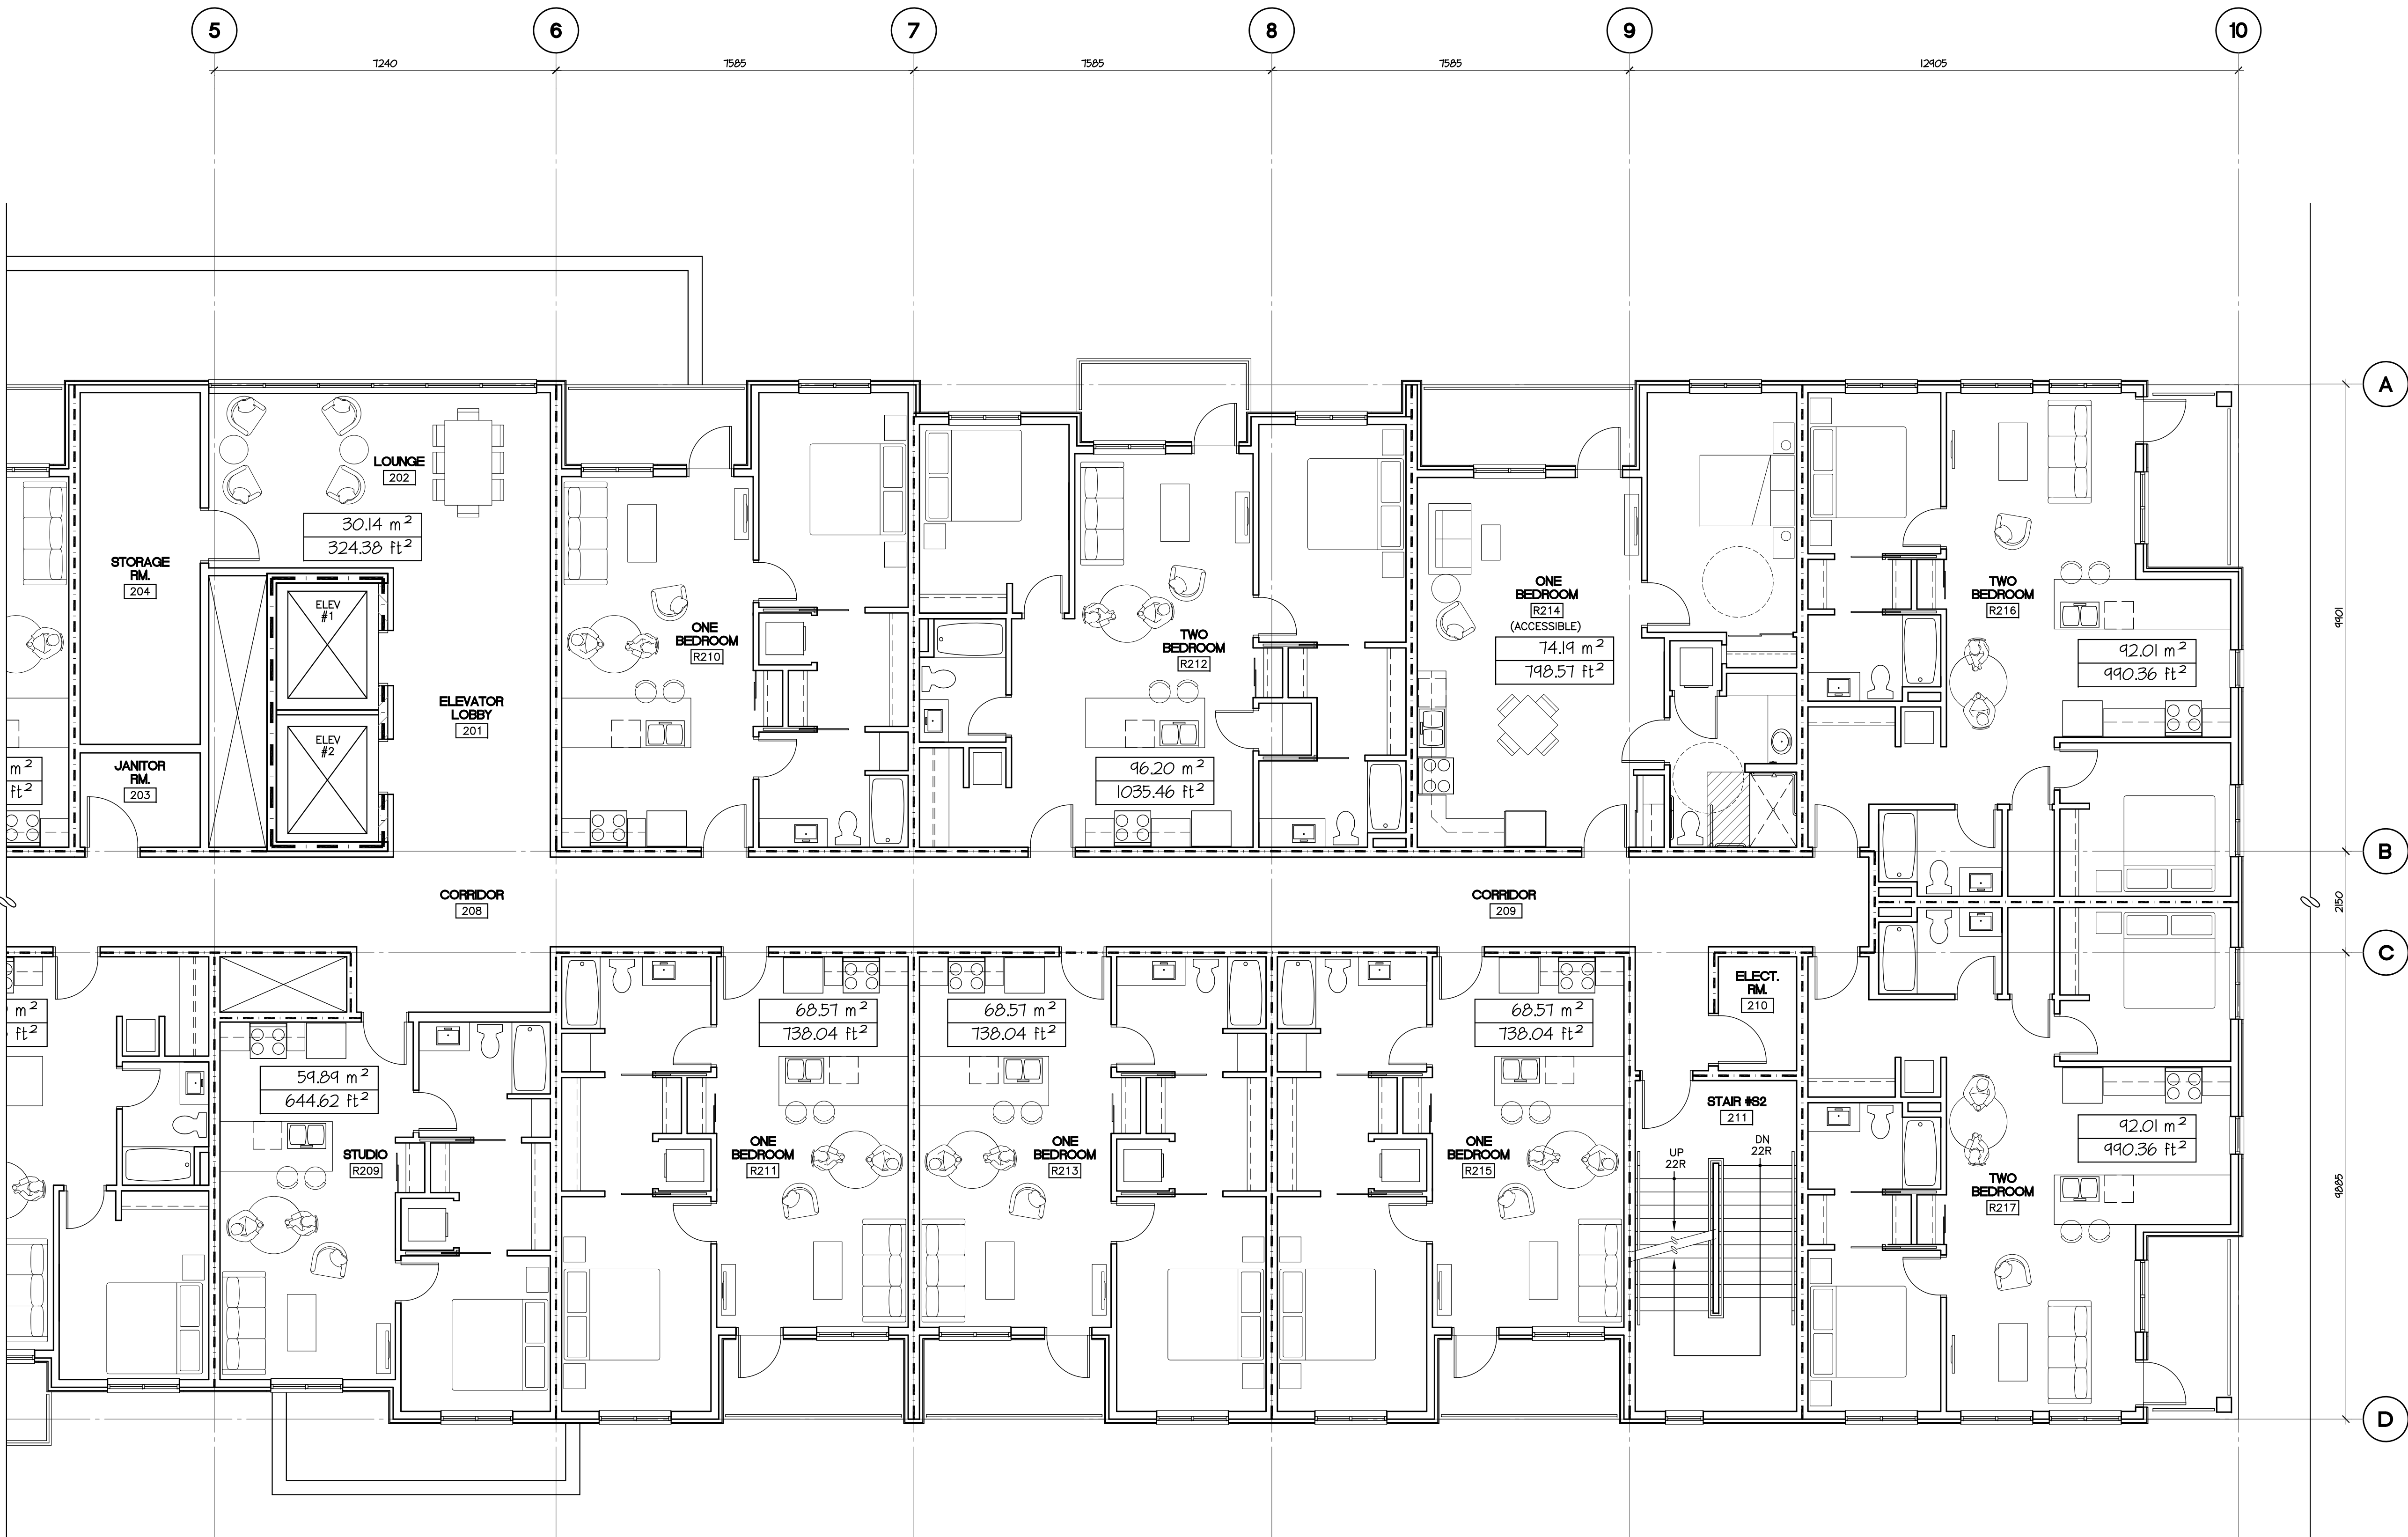 5
6
7
8
9
10
7240
7585
7585
7585
12905
A
B
C
D
9901
2150
9885
LOUNGE
202
30.14 m²
324.38 ft²
STORAGE
RM.
204
ELEV
#1
ELEV
#2
ELEVATOR
LOBBY
201
JANITOR
RM.
203
m²
ft²
ONE
BEDROOM
R210
TWO
BEDROOM
R212
96.20 m²
1035.46 ft²
ONE
BEDROOM
R214
(ACCESSIBLE)
74.19 m²
798.57 ft²
TWO
BEDROOM
R216
92.01 m²
990.36 ft²
CORRIDOR
208
CORRIDOR
209
m²
ft²
59.89 m²
644.62 ft²
STUDIO
R209
68.57 m²
738.04 ft²
ONE
BEDROOM
R211
68.57 m²
738.04 ft²
ONE
BEDROOM
R213
68.57 m²
738.04 ft²
ONE
BEDROOM
R215
ELECT.
RM.
210
STAIR #S2
211
UP
22R
DN
22R
92.01 m²
990.36 ft²
TWO
BEDROOM
R217